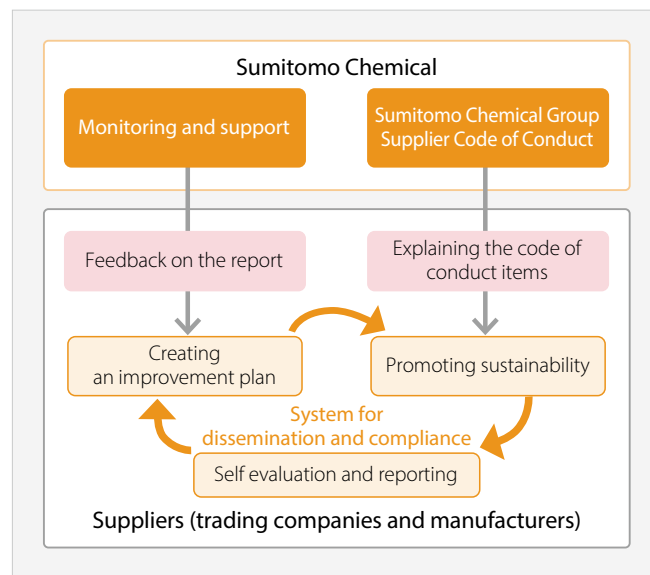 Sumitomo Chemical
Monitoring and support
Sumitomo Chemical Group
Supplier Code of Conduct
Feedback on the report
Explaining the code of
conduct items
Creating
an improvement plan
Promoting sustainability
System for
dissemination and compliance
Self evaluation and reporting
Suppliers (trading companies and manufacturers)